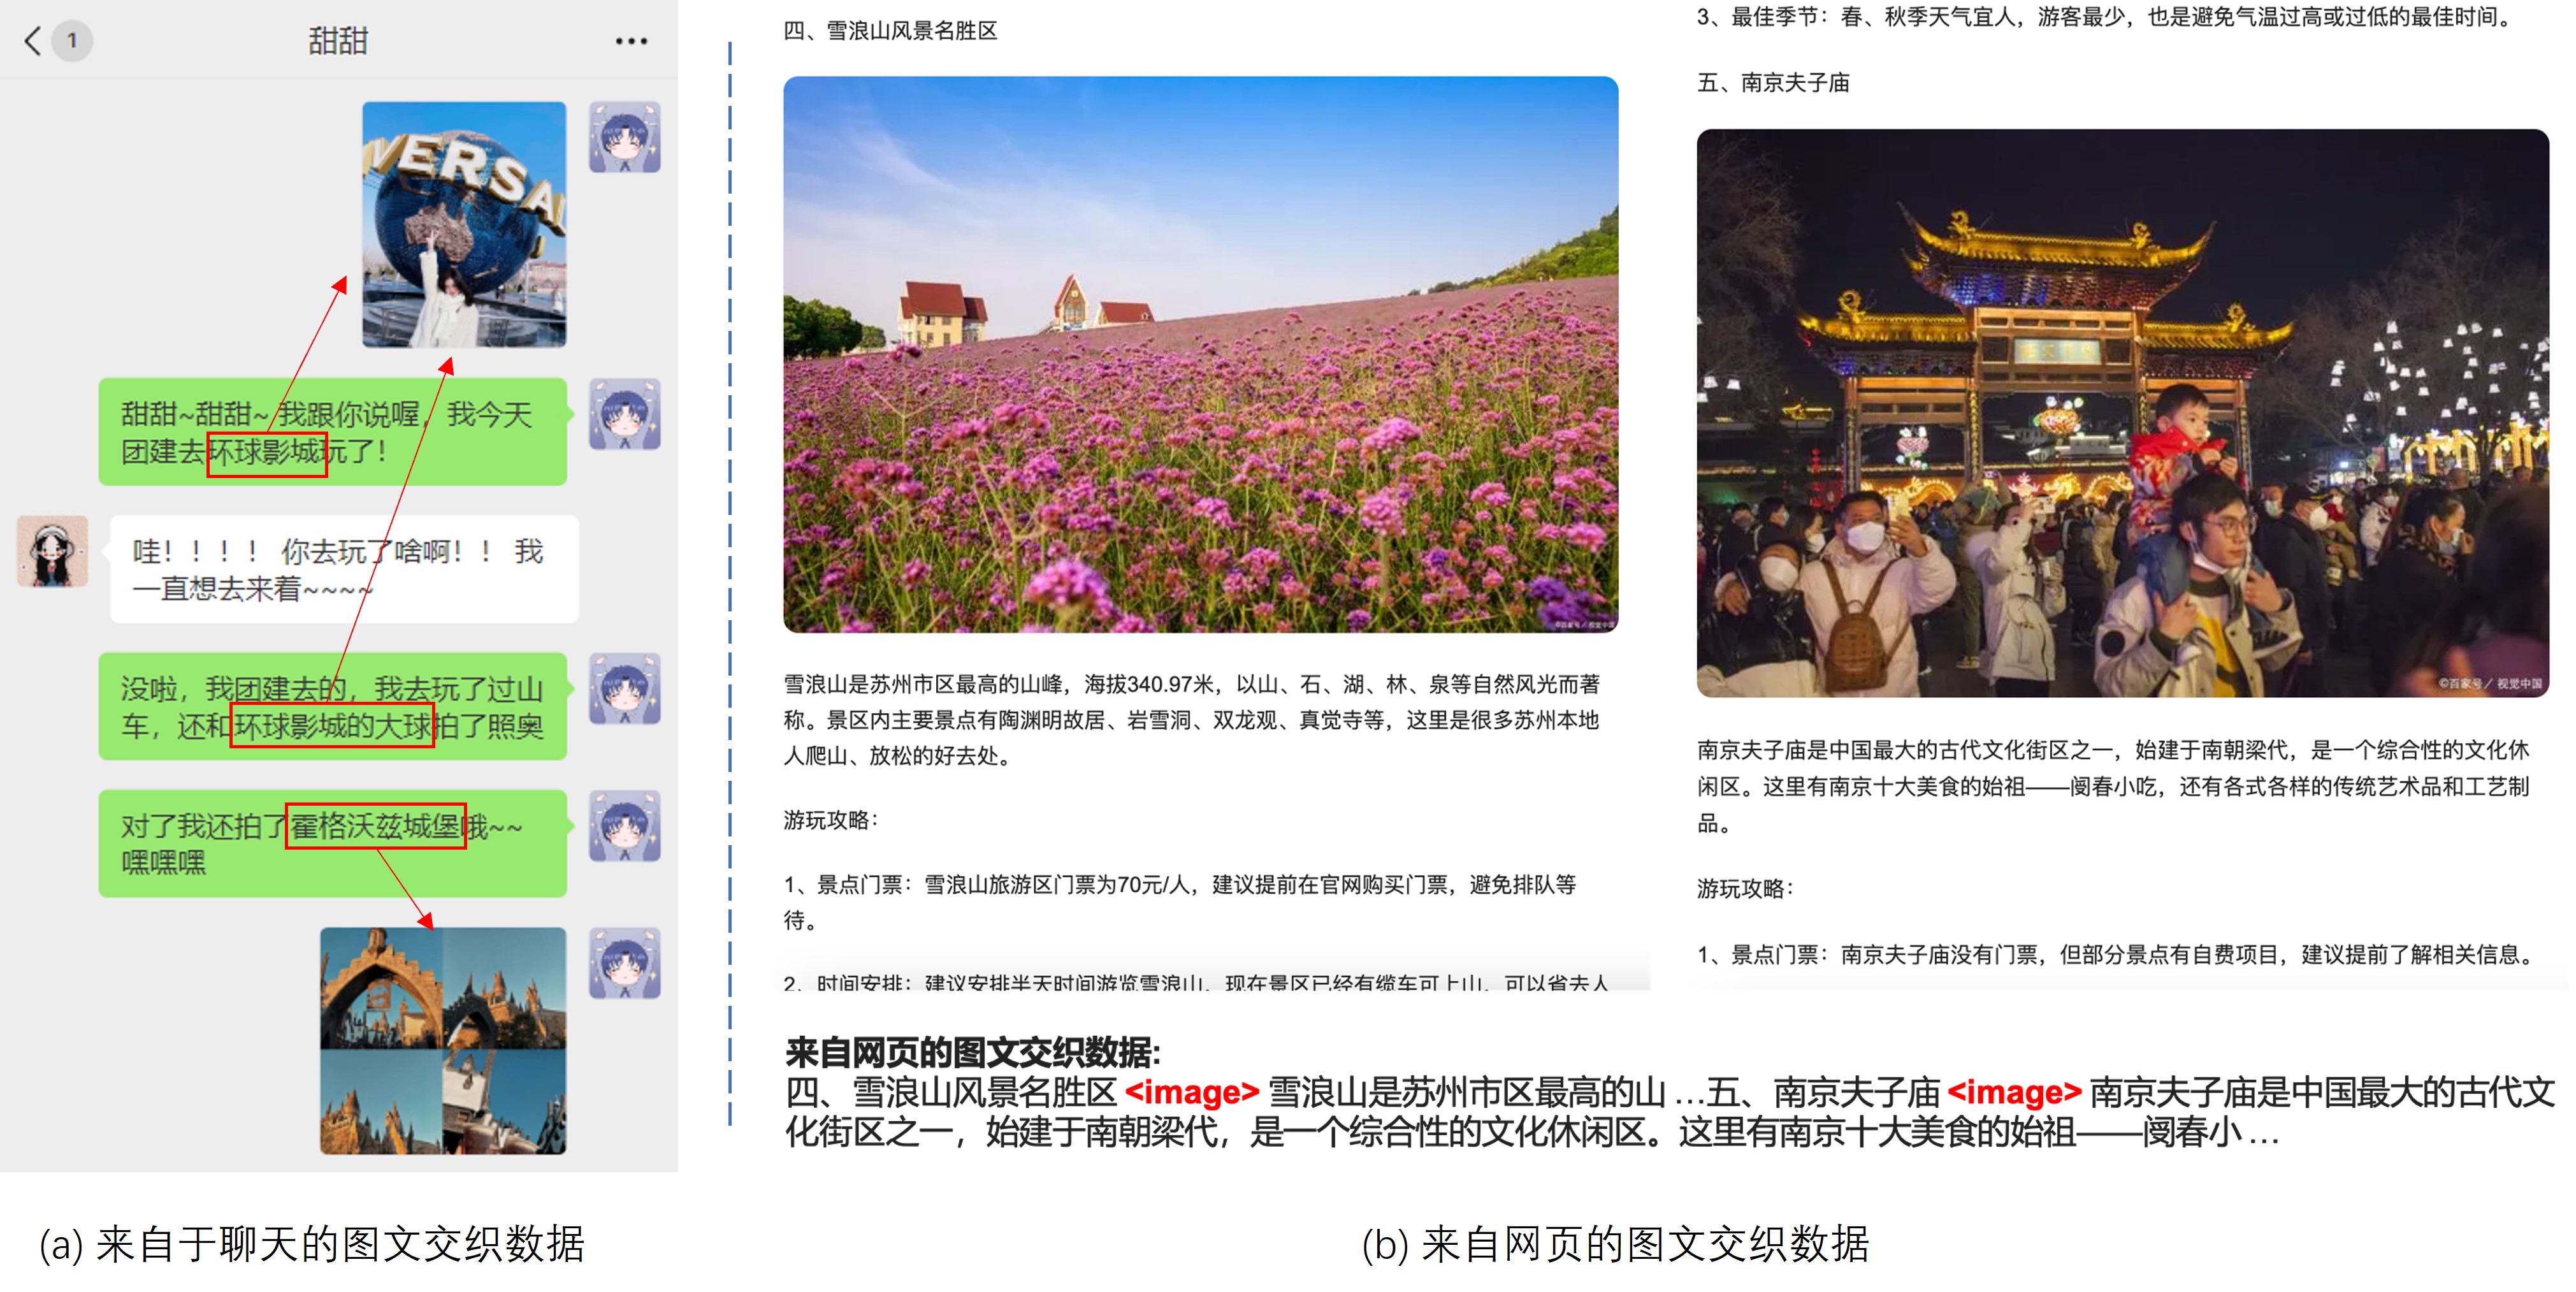 1
甜甜
VERSAL
甜甜~甜甜~ 我跟你说喔，我今天
团建去环球影城玩了！
哇！！！！ 你去玩了啥啊！！ 我
一直想去来着~~~~
没啦，我团建去的，我去玩了过山
车，还和环球影城的大球拍了照奥
对了我还拍了霍格沃兹城堡哦~~
嘿嘿嘿
(a) 来自于聊天的图文交织数据
四、雪浪山风景名胜区
©百家号／视觉中国
雪浪山是苏州市区最高的山峰，海拔340.97米，以山、石、湖、林、泉等自然风光而著
称。景区内主要景点有陶渊明故居、岩雪洞、双龙观、真觉寺等，这里是很多苏州本地
人爬山、放松的好去处。
游玩攻略：
1、景点门票：雪浪山旅游区门票为70元/人，建议提前在官网购买门票，避免排队等
待。
2、时间安排：建议安排半天时间游览雪浪山，现在景区已经有缆车可上山，可以省去人
3、最佳季节：春、秋季天气宜人，游客最少，也是避免气温过高或过低的最佳时间。
五、南京夫子庙
©百家号／视觉中国
南京夫子庙是中国最大的古代文化街区之一，始建于南朝梁代，是一个综合性的文化休
闲区。这里有南京十大美食的始祖——阌春小吃，还有各式各样的传统艺术品和工艺制
品。
游玩攻略：
1、景点门票：南京夫子庙没有门票，但部分景点有自费项目，建议提前了解相关信息。
来自网页的图文交织数据:
四、雪浪山风景名胜区 <image> 雪浪山是苏州市区最高的山 ...五、南京夫子庙 <image> 南京夫子庙是中国最大的古代文
化街区之一，始建于南朝梁代，是一个综合性的文化休闲区。这里有南京十大美食的始祖——阌春小 ...
(b) 来自网页的图文交织数据